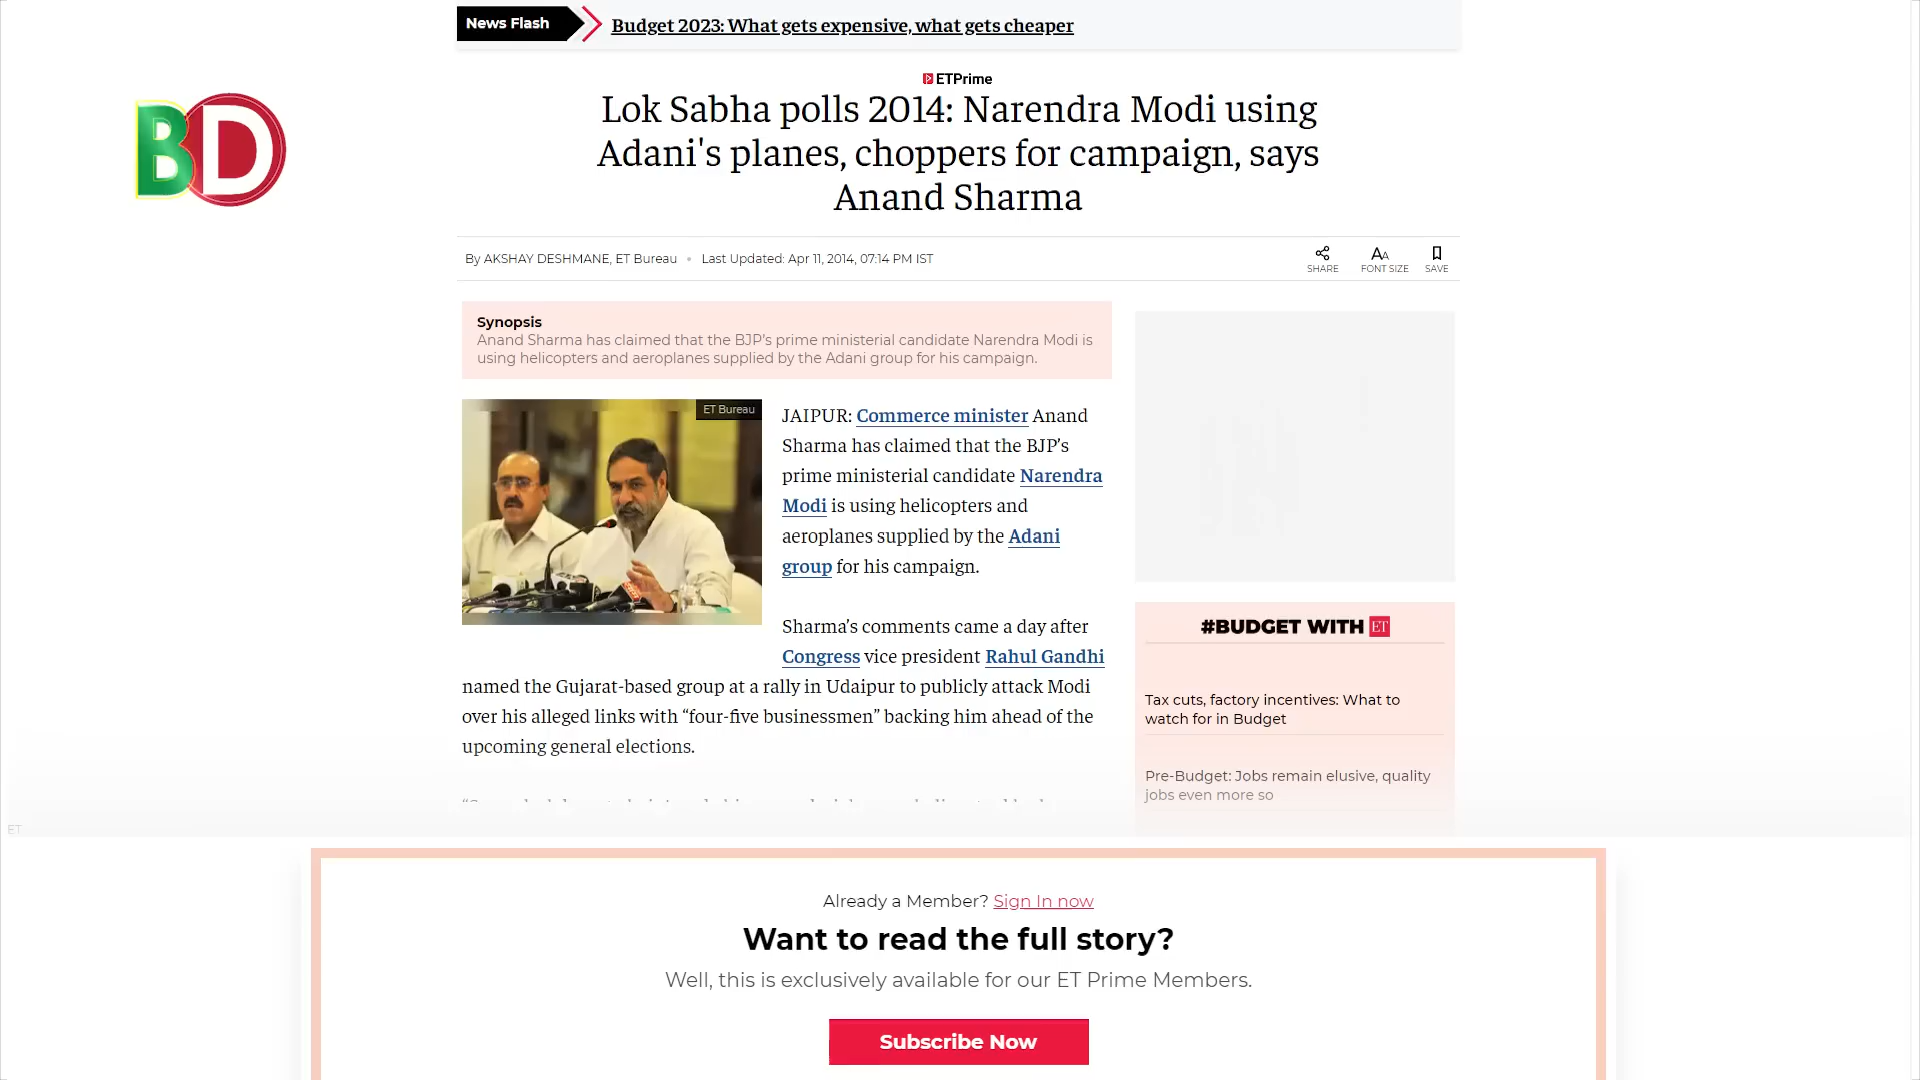 News Flash
Budget 2023: What gets expensive, what gets cheaper
BD
ETPrime
Lok Sabha polls 2014: Narendra Modi using
Adani's planes, choppers for campaign, says
Anand Sharma
By AKSHAY DESHMANE, ET Bureau • Last Updated: Apr 11, 2014, 07:14 PM IST
SHARE
AA
FONT SIZE
SAVE
Synopsis
Anand Sharma has claimed that the BJP's prime ministerial candidate Narendra Modi is
using helicopters and aeroplanes supplied by the Adani group for his campaign.
ET Bureau
JAIPUR: Commerce minister Anand
Sharma has claimed that the BJP's
prime ministerial candidate Narendra
Modi is using helicopters and
aeroplanes supplied by the Adani
group for his campaign.
Sharma’s comments came a day after
Congress vice president Rahul Gandhi
named the Gujarat-based group at a rally in Udaipur to publicly attack Modi
over his alleged links with “four-five businessmen” backing him ahead of the
upcoming general elections.
#BUDGET WITH ET
Tax cuts, factory incentives: What to
watch for in Budget
Pre-Budget: Jobs remain elusive, quality
jobs even more so
ET
Already a Member? Sign In now
Want to read the full story?
Well, this is exclusively available for our ET Prime Members.
Subscribe Now